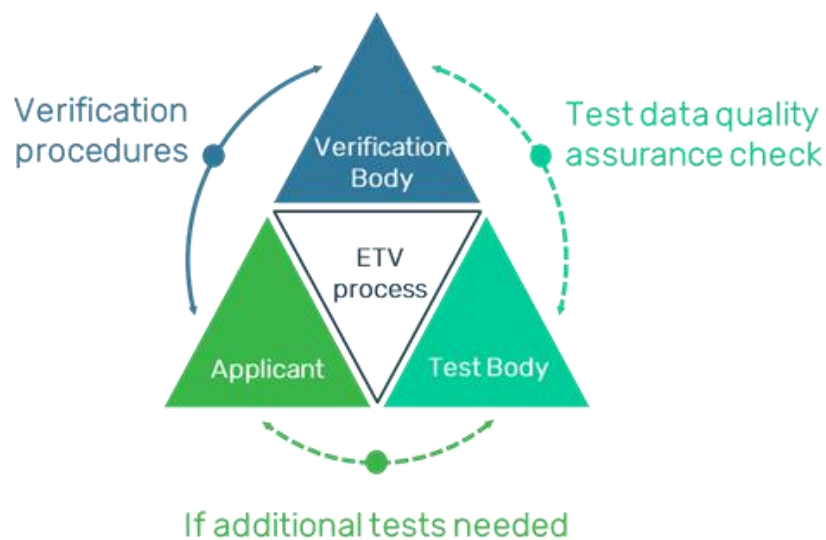 Verification
procedures
Test data quality
assurance check
Verification
Body
ETV
process
Applicant
Test Body
If additional tests needed